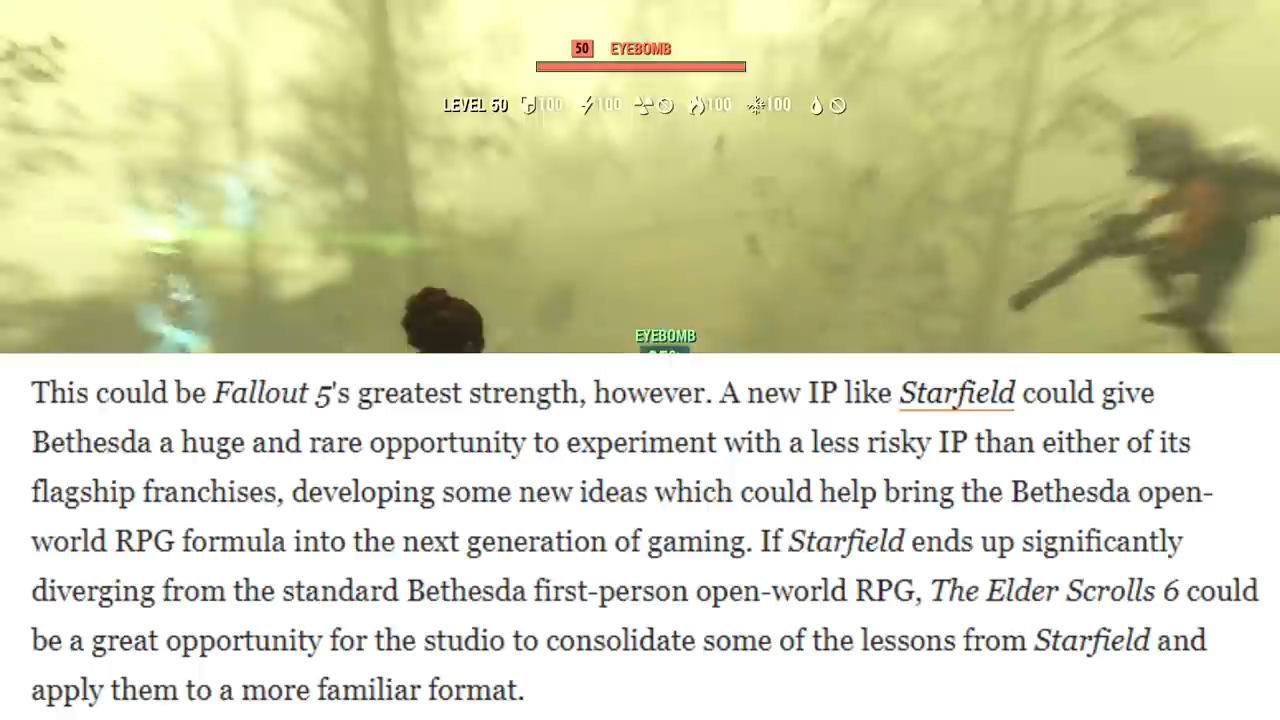 50 EYEBOMB
LEVEL 50 100 100 100 100
EYEBOMB
This could be Fallout 5's greatest strength, however. A new IP like Starfield could give
Bethesda a huge and rare opportunity to experiment with a less risky IP than either of its
flagship franchises, developing some new ideas which could help bring the Bethesda open-
world RPG formula into the next generation of gaming. If Starfield ends up significantly
diverging from the standard Bethesda first-person open-world RPG, The Elder Scrolls 6 could
be a great opportunity for the studio to consolidate some of the lessons from Starfield and
apply them to a more familiar format.